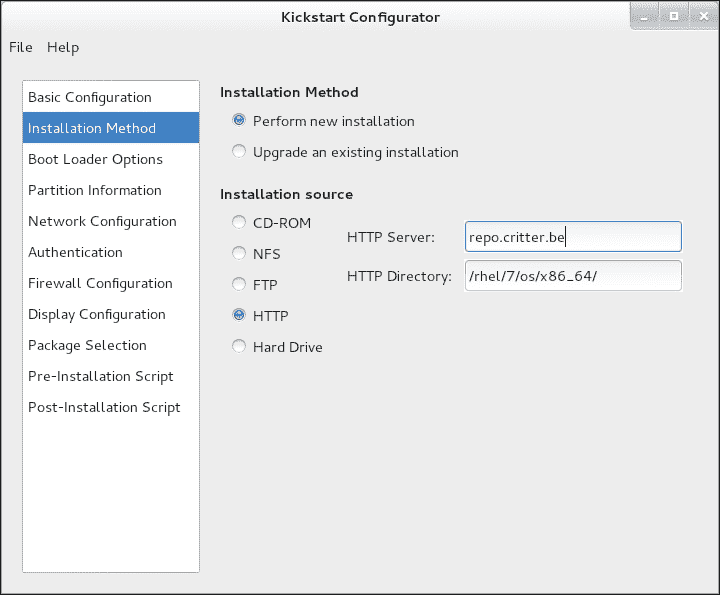 Kickstart Configurator
File Help
Basic Configuration
Installation Method
Boot Loader Options
Partition Information
Network Configuration
Authentication
Firewall Configuration
Display Configuration
Package Selection
Pre-Installation Script
Post-Installation Script
Installation Method
Perform new installation
Upgrade an existing installation
Installation source
CD-ROM
NFS
FTP
HTTP
Hard Drive
HTTP Server: repo.critter.be
HTTP Directory: /rhel/7/os/x86_64/